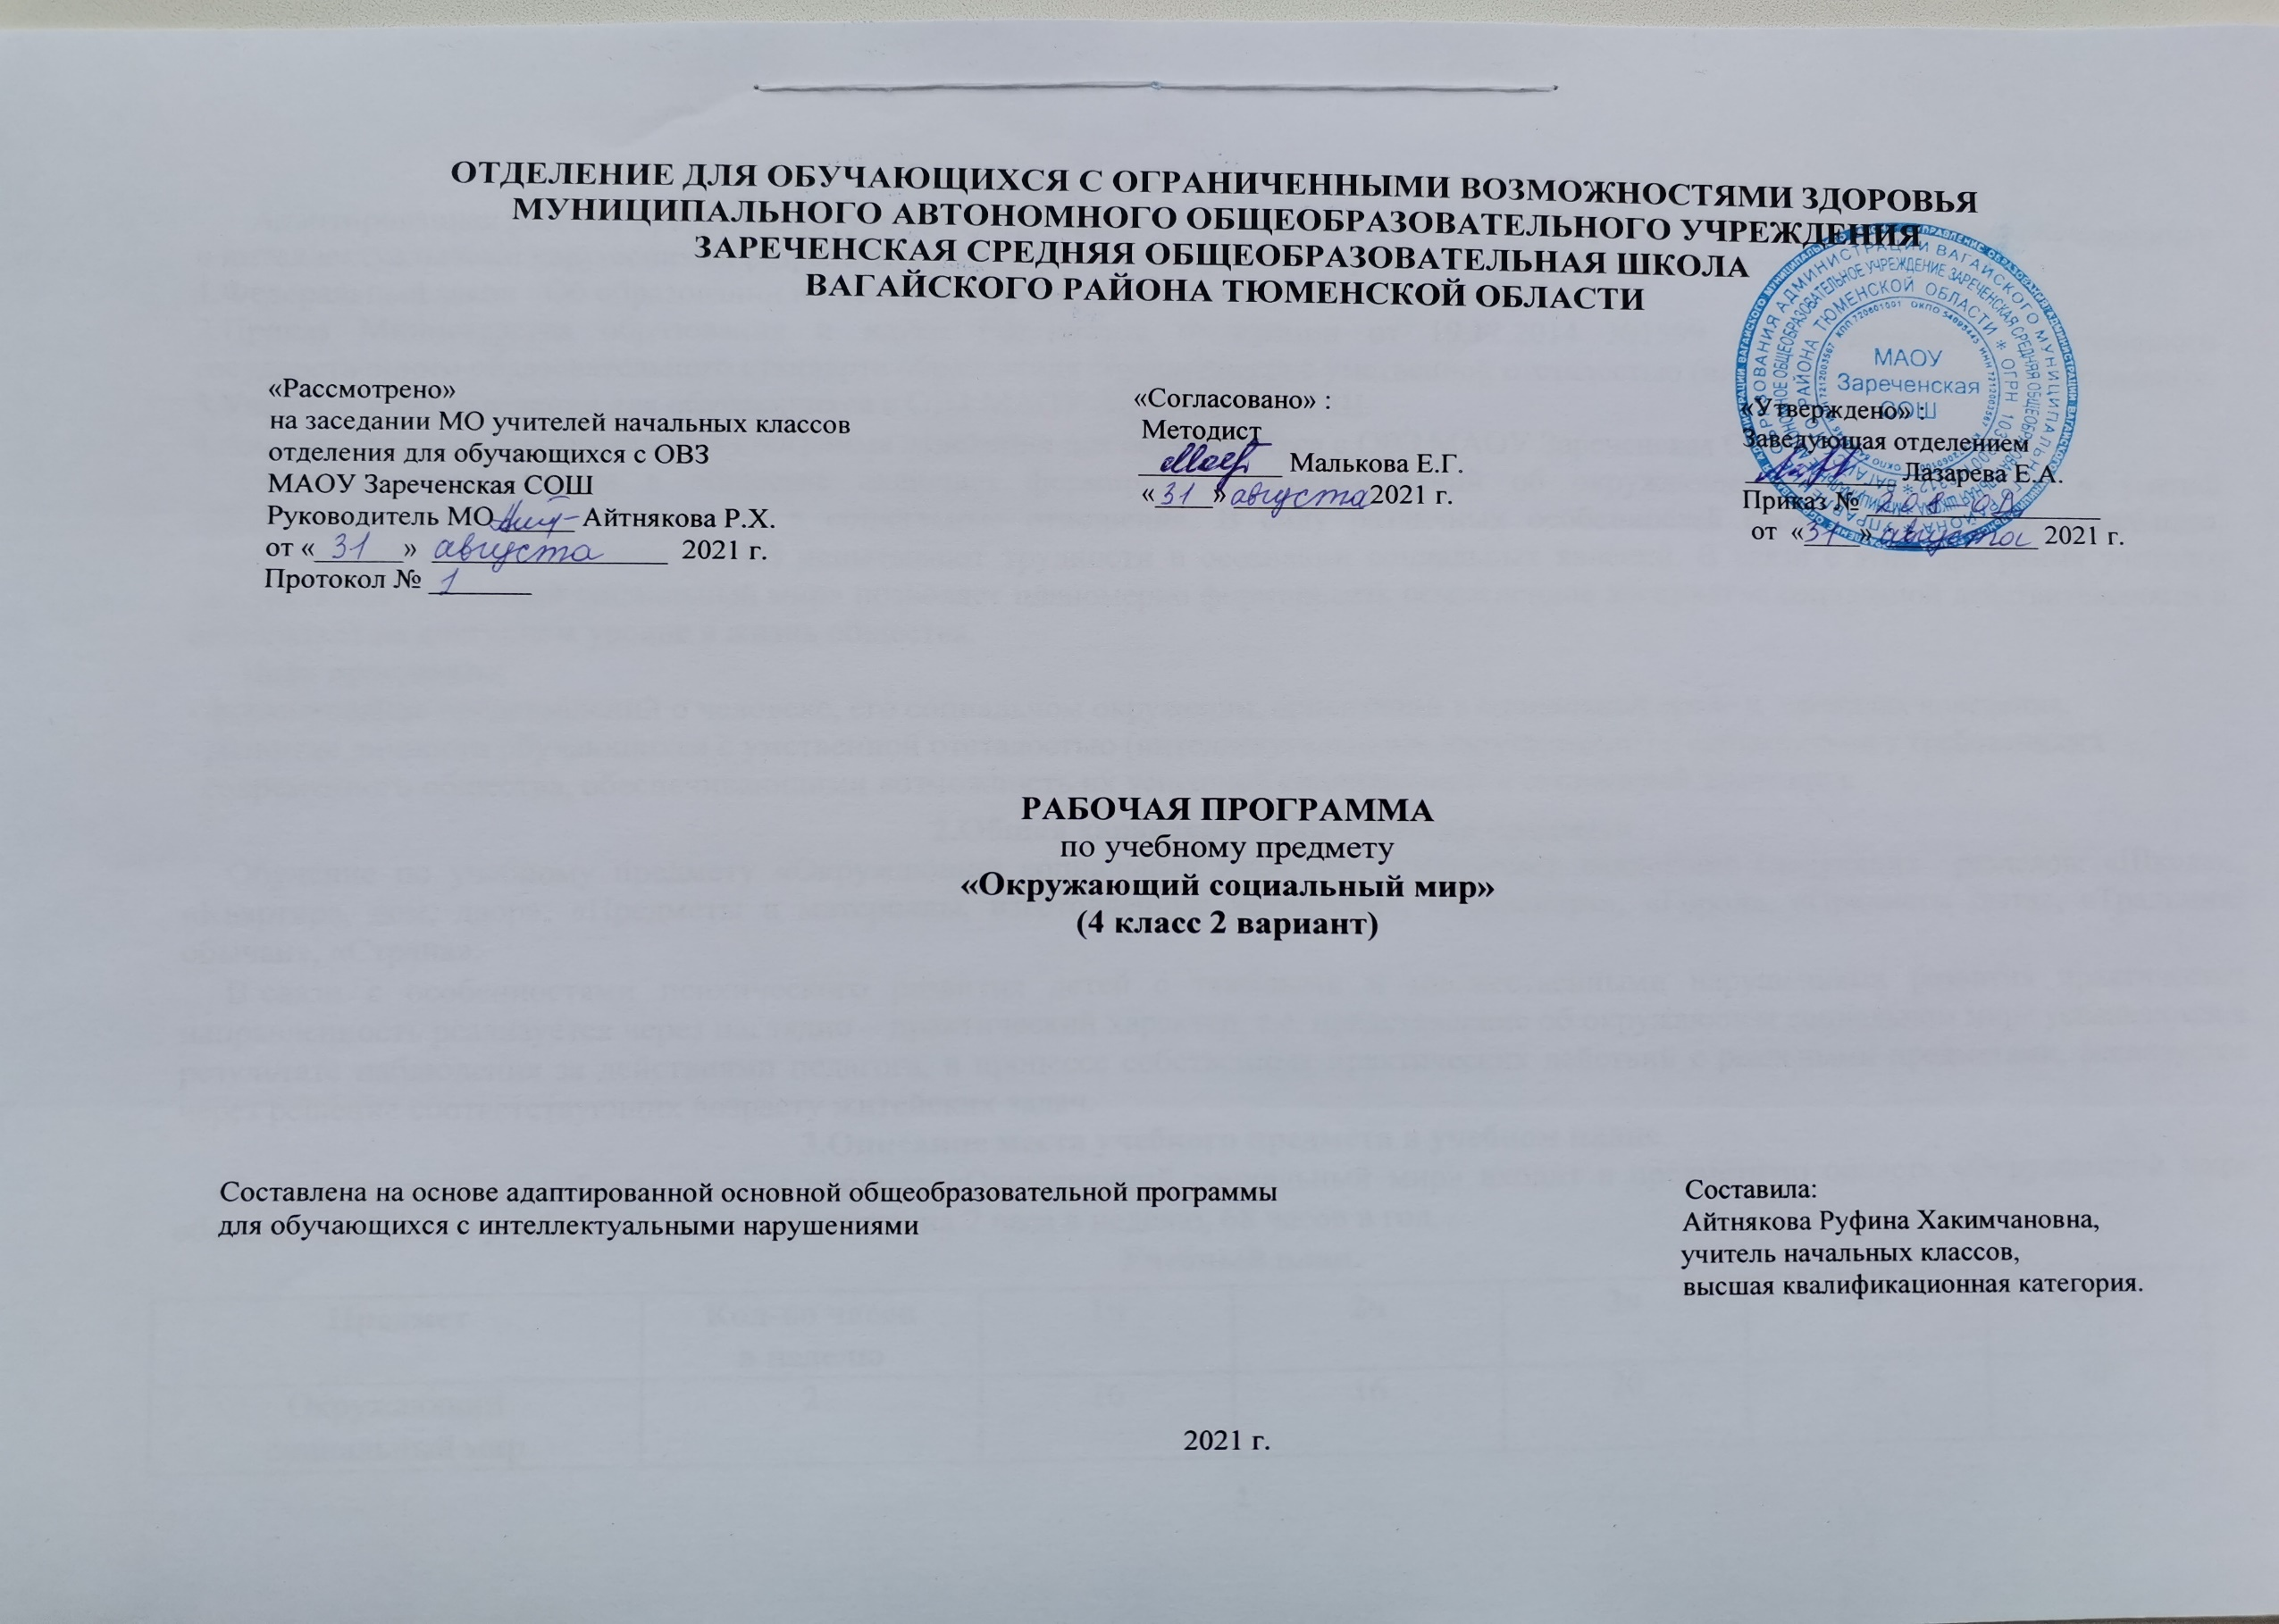 ОТДЕЛЕНИЕ ДЛЯ ОБУЧАЮЩИХСЯ С ОГРАНИЧЕННЫМИ ВОЗМОЖНОСТЯМИ ЗДОРОВЬЯ
МУНИЦИПАЛЬНОГО АВТОНОМНОГО ОБЩЕОБРАЗОВАТЕЛЬНОГО УЧРЕЖДЕНИЯ
ЗАРЕЧЕНСКАЯ СРЕДНЯЯ ОБЩЕОБРАЗОВАТЕЛЬНАЯ ШКОЛА
ВАГАЙСКОГО РАЙОНА ТЮМЕНСКОЙ ОБЛАСТИ
«Рассмотрено»
на заседании МО учителей начальных классов
отделения для обучающихся с ОВЗ
МАОУ Зареченская СОШ
Руководитель МО Айтнякова Р.Х.
от «31» августа 2021 г.
Протокол № 1
«Согласовано» :
Методист
Малькова Е.Г.
«31» августа 2021 г.
МАОУ
Зареченская
СОШ
«Утверждено» :
Заведующая отделением
Лазарева Е.А.
Приказ №
от «31» августа 2021 г.
РАБОЧАЯ ПРОГРАММА
по учебному предмету
«Окружающий социальный мир»
(4 класс 2 вариант)
Составлена на основе адаптированной основной общеобразовательной программы
для обучающихся с интеллектуальными нарушениями
Составила:
Айтнякова Руфина Хакимчановна,
учитель начальных классов,
высшая квалификационная категория.
2021 г.